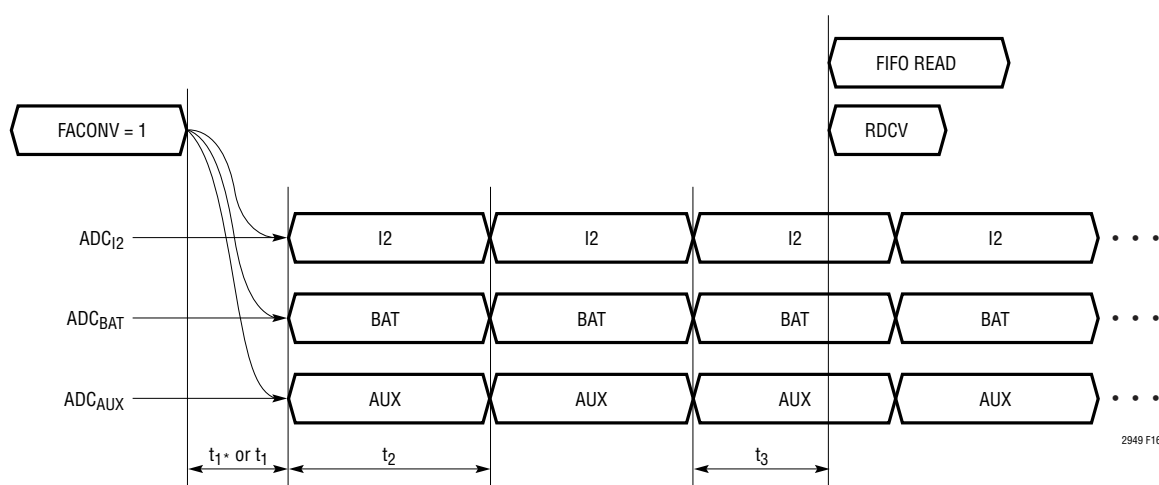 FIFO READ
FACONV = 1
RDCV
ADCI2
I2
I2
I2
I2
• • •
ADCBAT
BAT
BAT
BAT
BAT
• • •
ADCAUX
AUX
AUX
AUX
AUX
• • •
2949 F16
t1* or t1
t2
t3